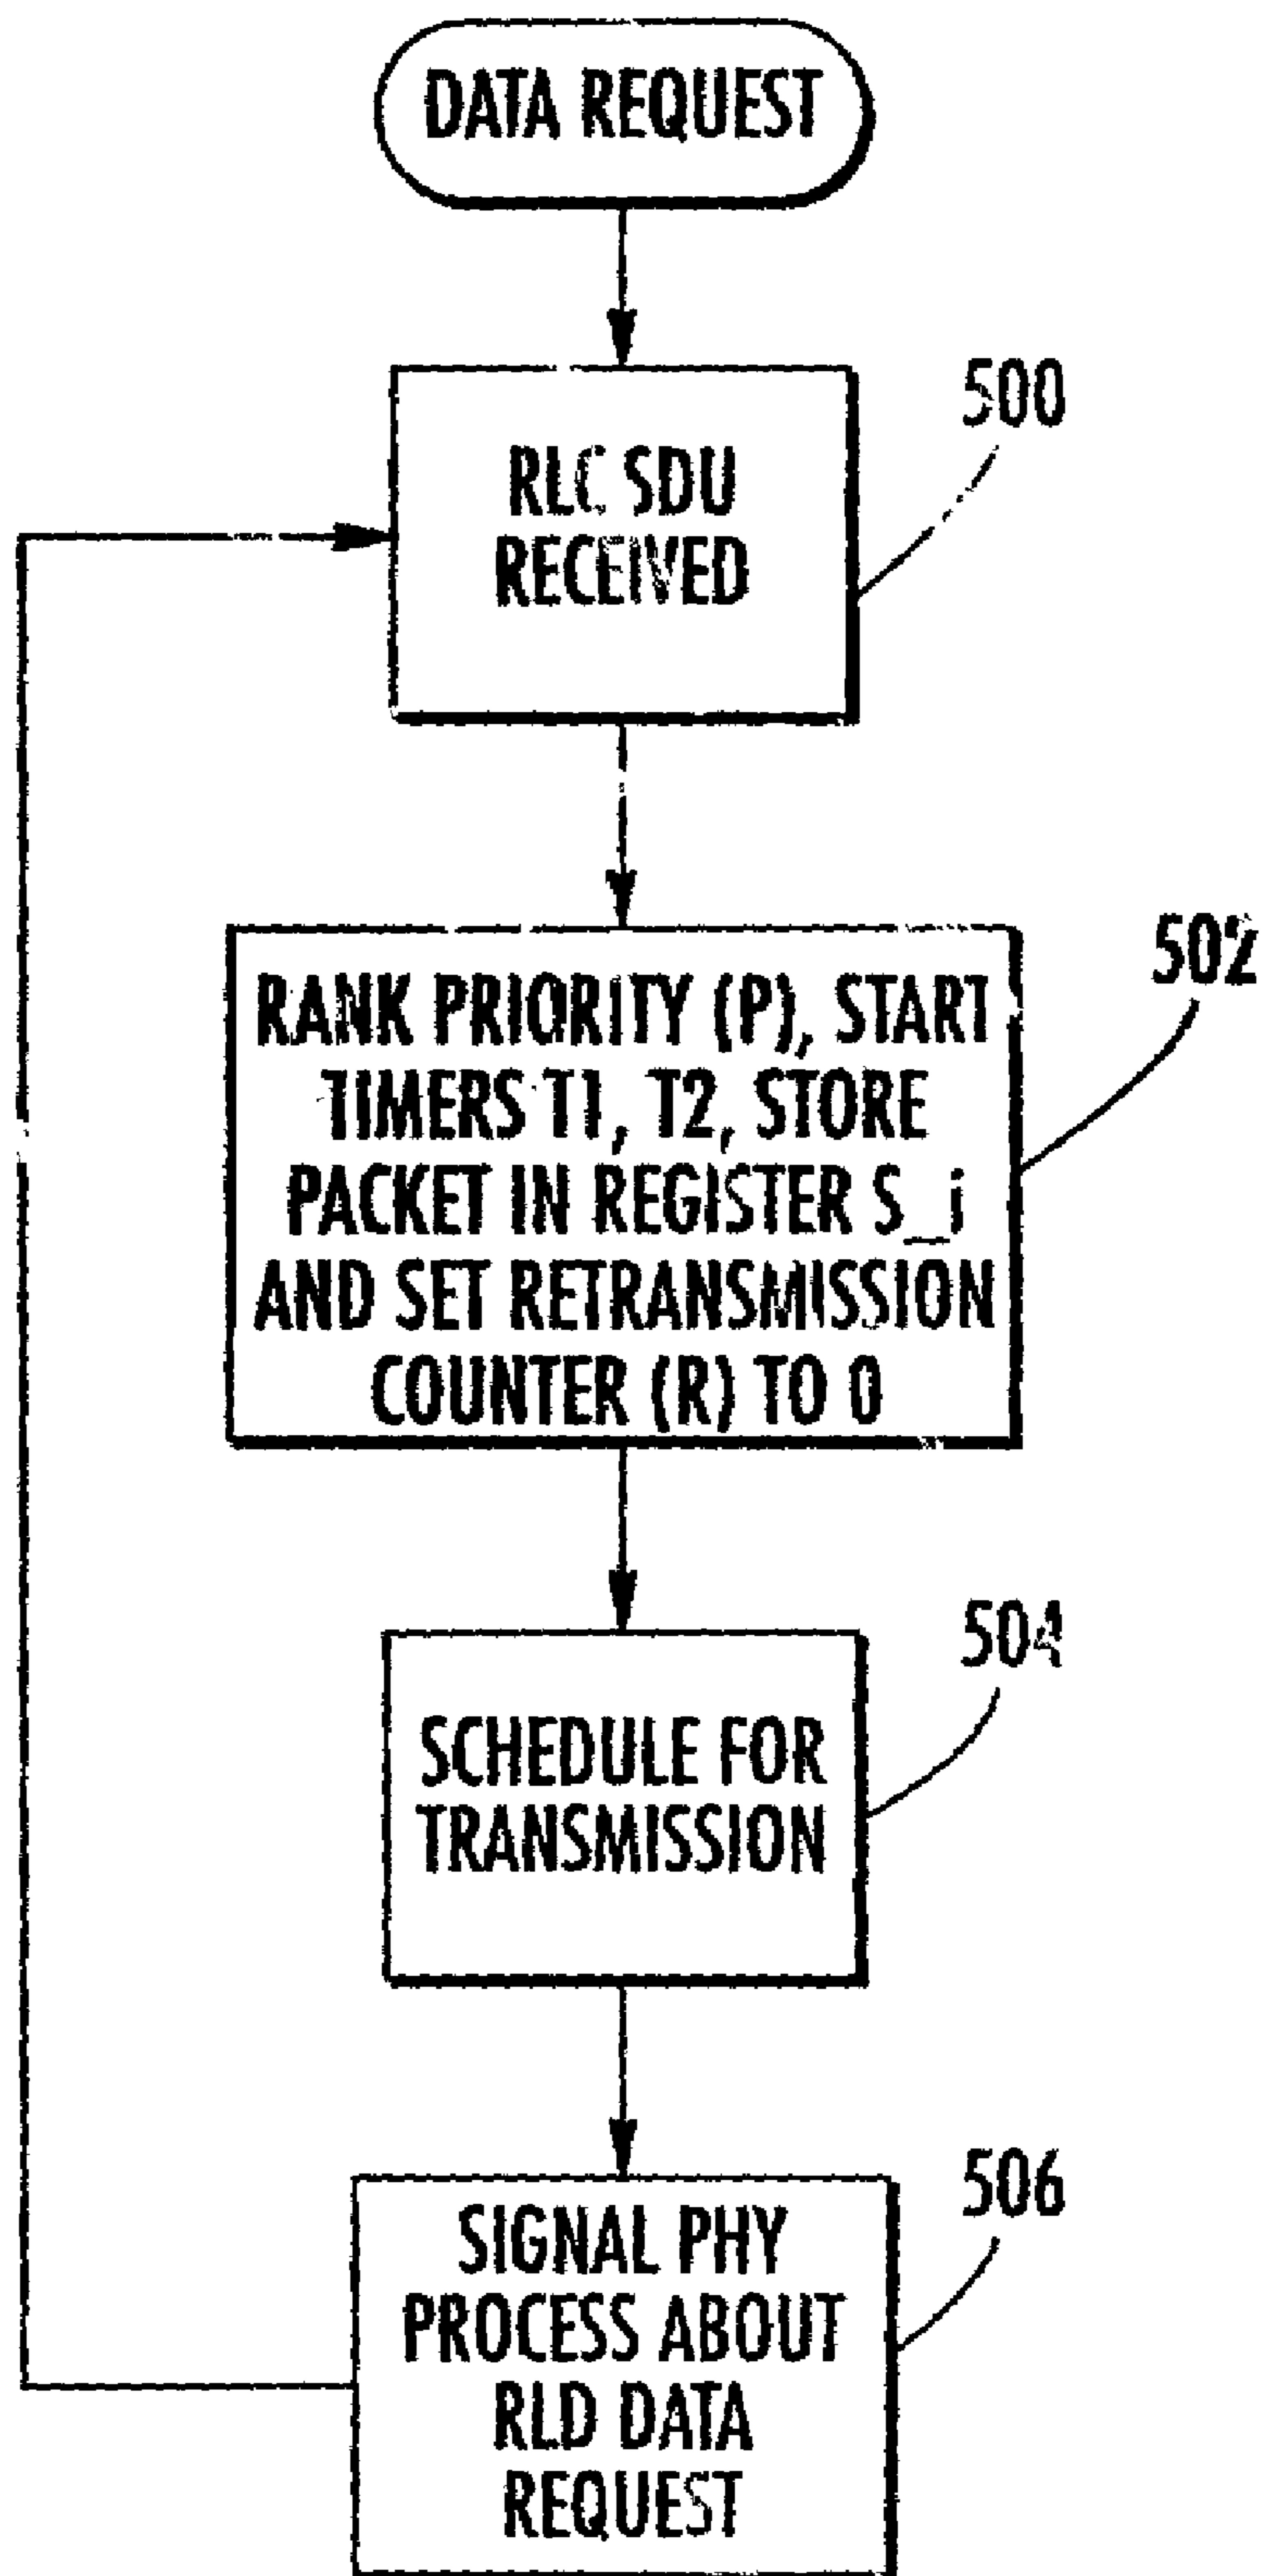 DATA REQUEST
500
RLC SDU
RECEIVED
502
RANK PRIORITY (P), START
TIMERS T1, T2, STORE
PACKET IN REGISTER S_i
AND SET RETRANSMISSION
COUNTER (R) TO 0
504
SCHEDULE FOR
TRANSMISSION
506
SIGNAL PHY
PROCESS ABOUT
RLD DATA
REQUEST